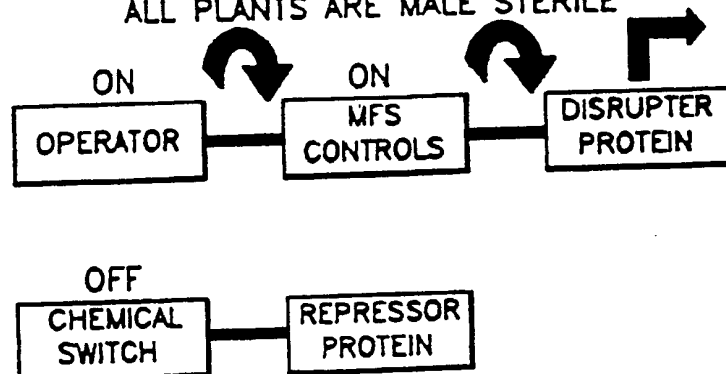 ALL PLANTS ARE MALE STERILE
ON
ON
OPERATOR
MFS
CONTROLS
DISRUPTER
PROTEIN
OFF
CHEMICAL
SWITCH
REPRESSOR
PROTEIN